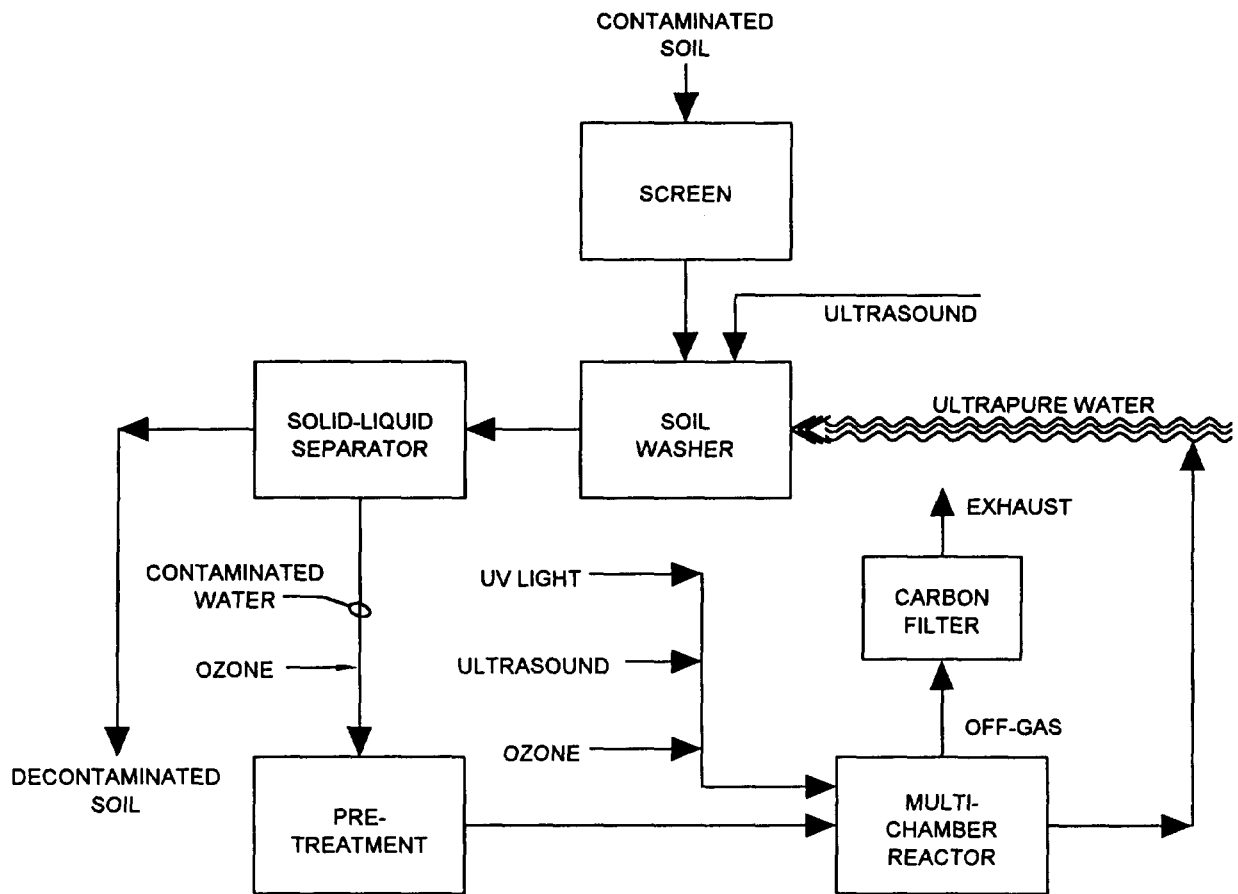 CONTAMINATED
SOIL
SCREEN
ULTRASOUND
SOLID-LIQUID
SEPARATOR
SOIL
WASHER
ULTRAPURE WATER
EXHAUST
CONTAMINATED
WATER
UV LIGHT
CARBON
FILTER
OZONE
ULTRASOUND
OFF-GAS
OZONE
DECONTAMINATED
SOIL
PRE-
TREATMENT
MULTI-
CHAMBER
REACTOR